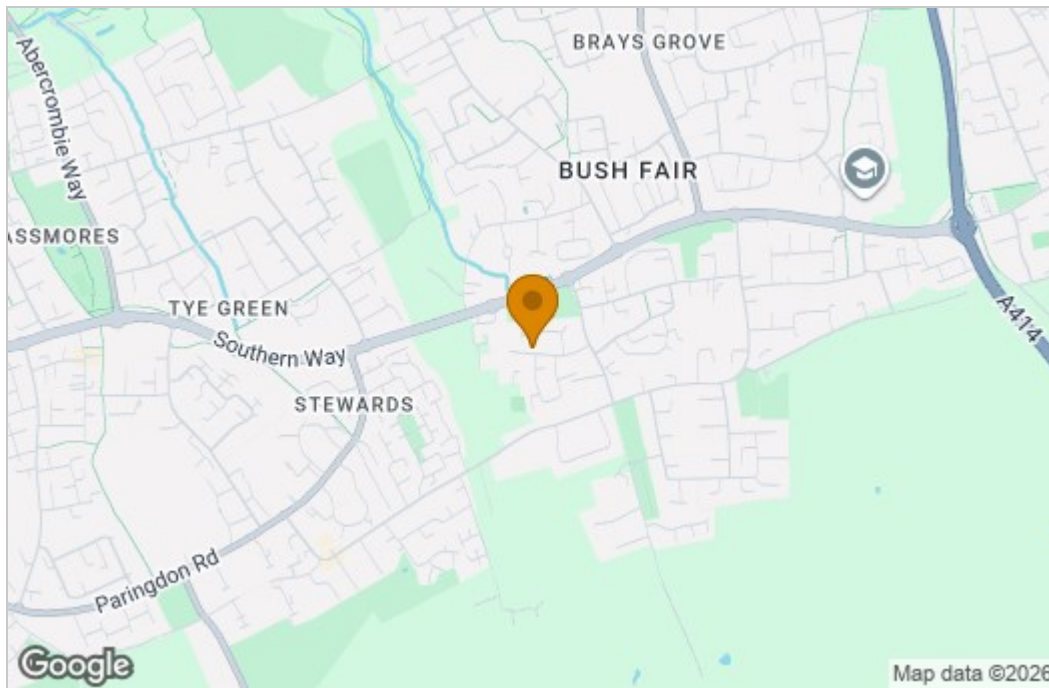 BRAYS GROVE
Abercrombie Way
BUSH FAIR
ASSMORES
TYE GREEN
Southern Way
A414
STEWARDS
Paringdon Rd
Google
Map data ©2026